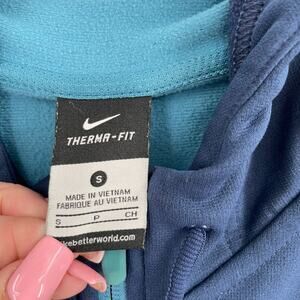 THERMA-FIT
S
MADE IN VIETNAM
FABRIQUE AU VIETNAM
S P CH
kebetterworld.com